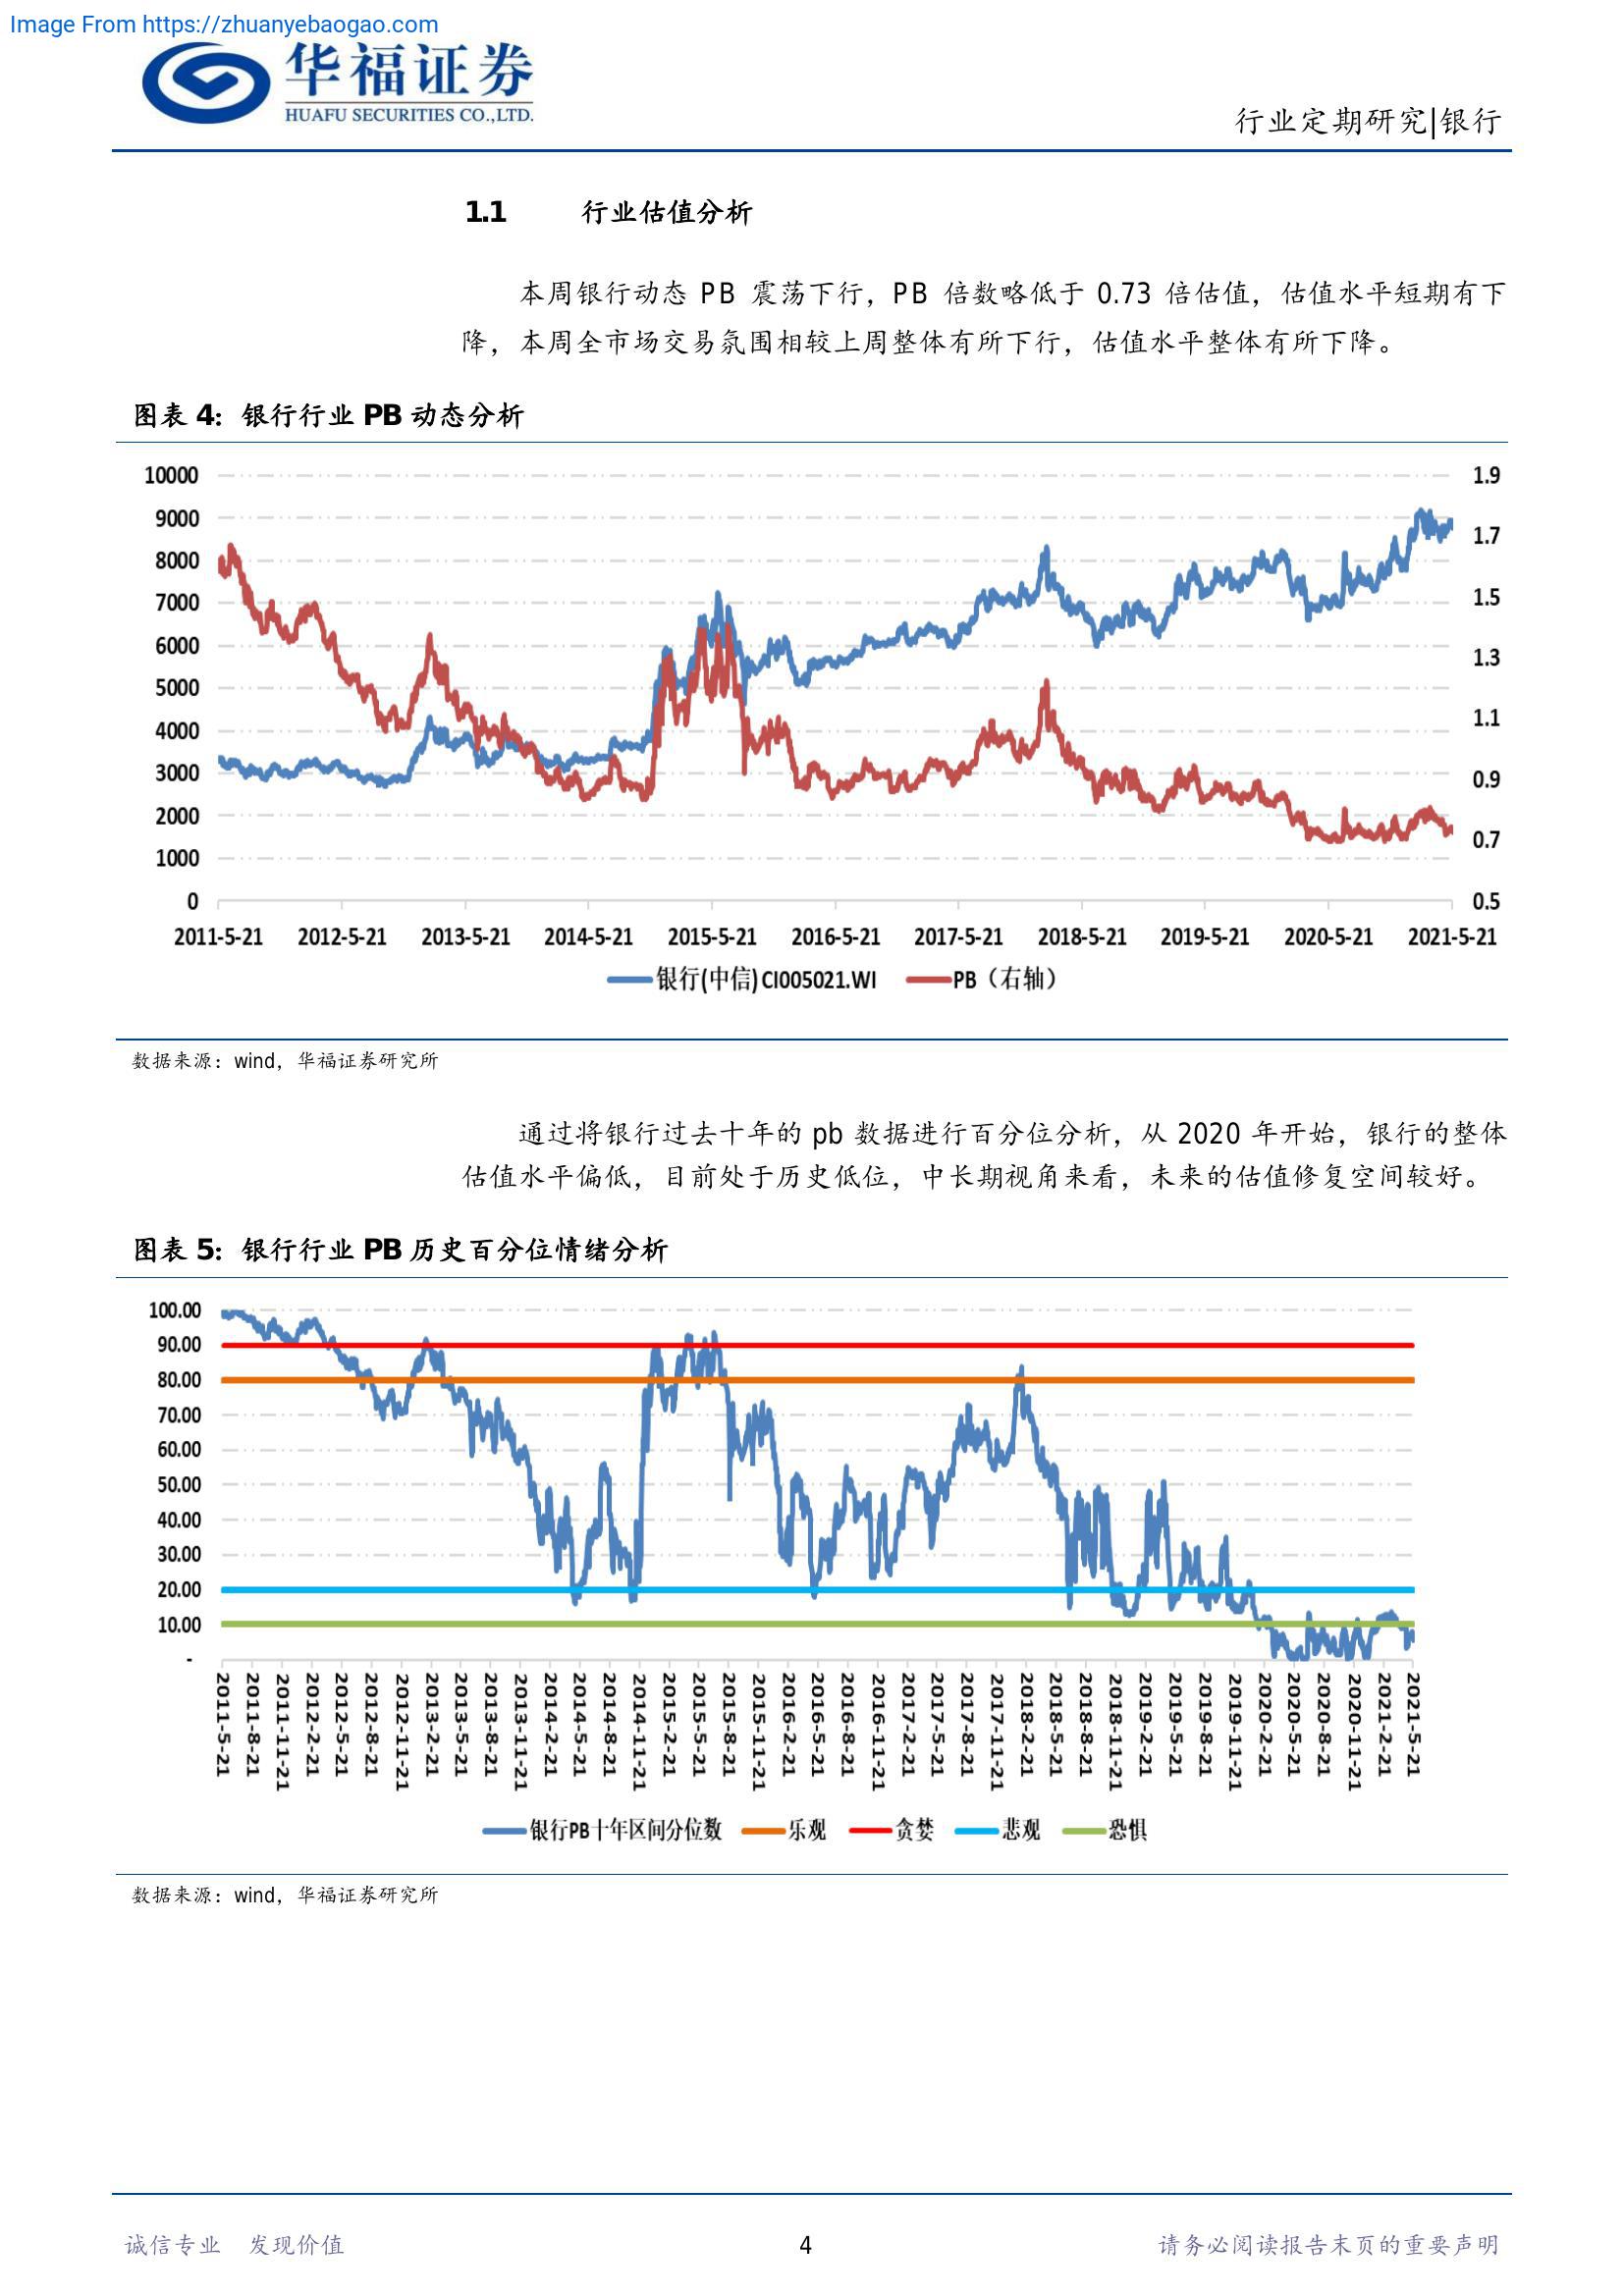 Image From https://zhuanyebaogao.com
华福证券
HUAFU SECURITIES CO.,LTD.
行业定期研究|银行
1.1 行业估值分析
本周银行动态 PB 震荡下行，PB 倍数略低于 0.73 倍估值，估值水平短期有下
降，本周全市场交易氛围相较上周整体有所下行，估值水平整体有所下降。
图表 4：银行行业 PB 动态分析
10000 1.9
9000
1.7
8000
7000 1.5
6000
1.3
5000
4000 1.1
3000
0.9
2000
0.7
1000
0 0.5
2011-5-21 2012-5-21 2013-5-21 2014-5-21 2015-5-21 2016-5-21 2017-5-21 2018-5-21 2019-5-21 2020-5-21 2021-5-21
银行(中信)CI005021.WI PB（右轴）
数据来源：wind，华福证券研究所
通过将银行过去十年的 pb 数据进行百分位分析，从 2020 年开始，银行的整体
估值水平偏低，目前处于历史低位，中长期视角来看，未来的估值修复空间较好。
图表 5：银行行业 PB 历史百分位情绪分析
100.00
90.00
80.00
70.00
60.00
50.00
40.00
30.00
20.00
10.00
-
2011-5-21 2011-8-21 2011-11-21 2012-2-21 2012-5-21 2012-8-21 2012-11-21 2013-2-21 2013-5-21 2013-8-21 2013-11-21 2014-2-21 2014-5-21 2014-8-21 2014-11-21 2015-2-21 2015-5-21 2015-8-21 2015-11-21 2016-2-21 2016-5-21 2016-8-21 2016-11-21 2017-2-21 2017-5-21 2017-8-21 2017-11-21 2018-2-21 2018-5-21 2018-8-21 2018-11-21 2019-2-21 2019-5-21 2019-8-21 2019-11-21 2020-2-21 2020-5-21 2020-8-21 2020-11-21 2021-2-21 2021-5-21
银行PB十年区间分位数 乐观 贪婪 悲观 恐惧
数据来源：wind，华福证券研究所
诚信专业 发现价值 4 请务必阅读报告末页的重要声明